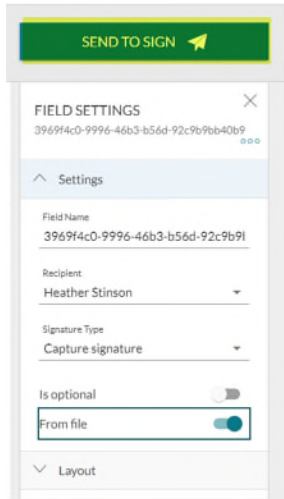 SEND TO SIGN
FIELD SETTINGS
3969f4c0-9996-46b3-b56d-92c9b9bb40b9
Settings
Field Name
3969f4c0-9996-46b3-b56d-92c9b9l
Recipient
Heather Stinson
Signature Type
Capture signature
Is optional
From file
Layout